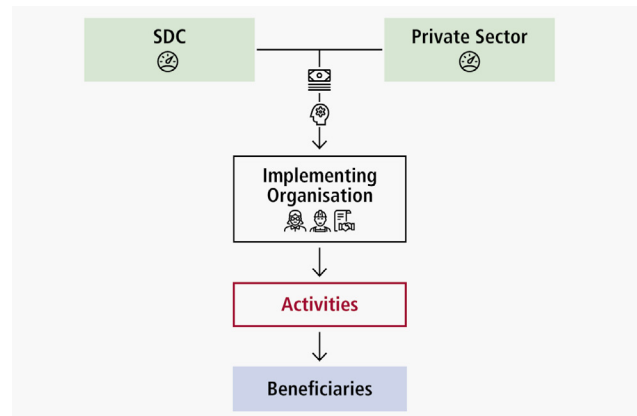 SDC
Private Sector
Implementing
Organisation
Activities
Beneficiaries